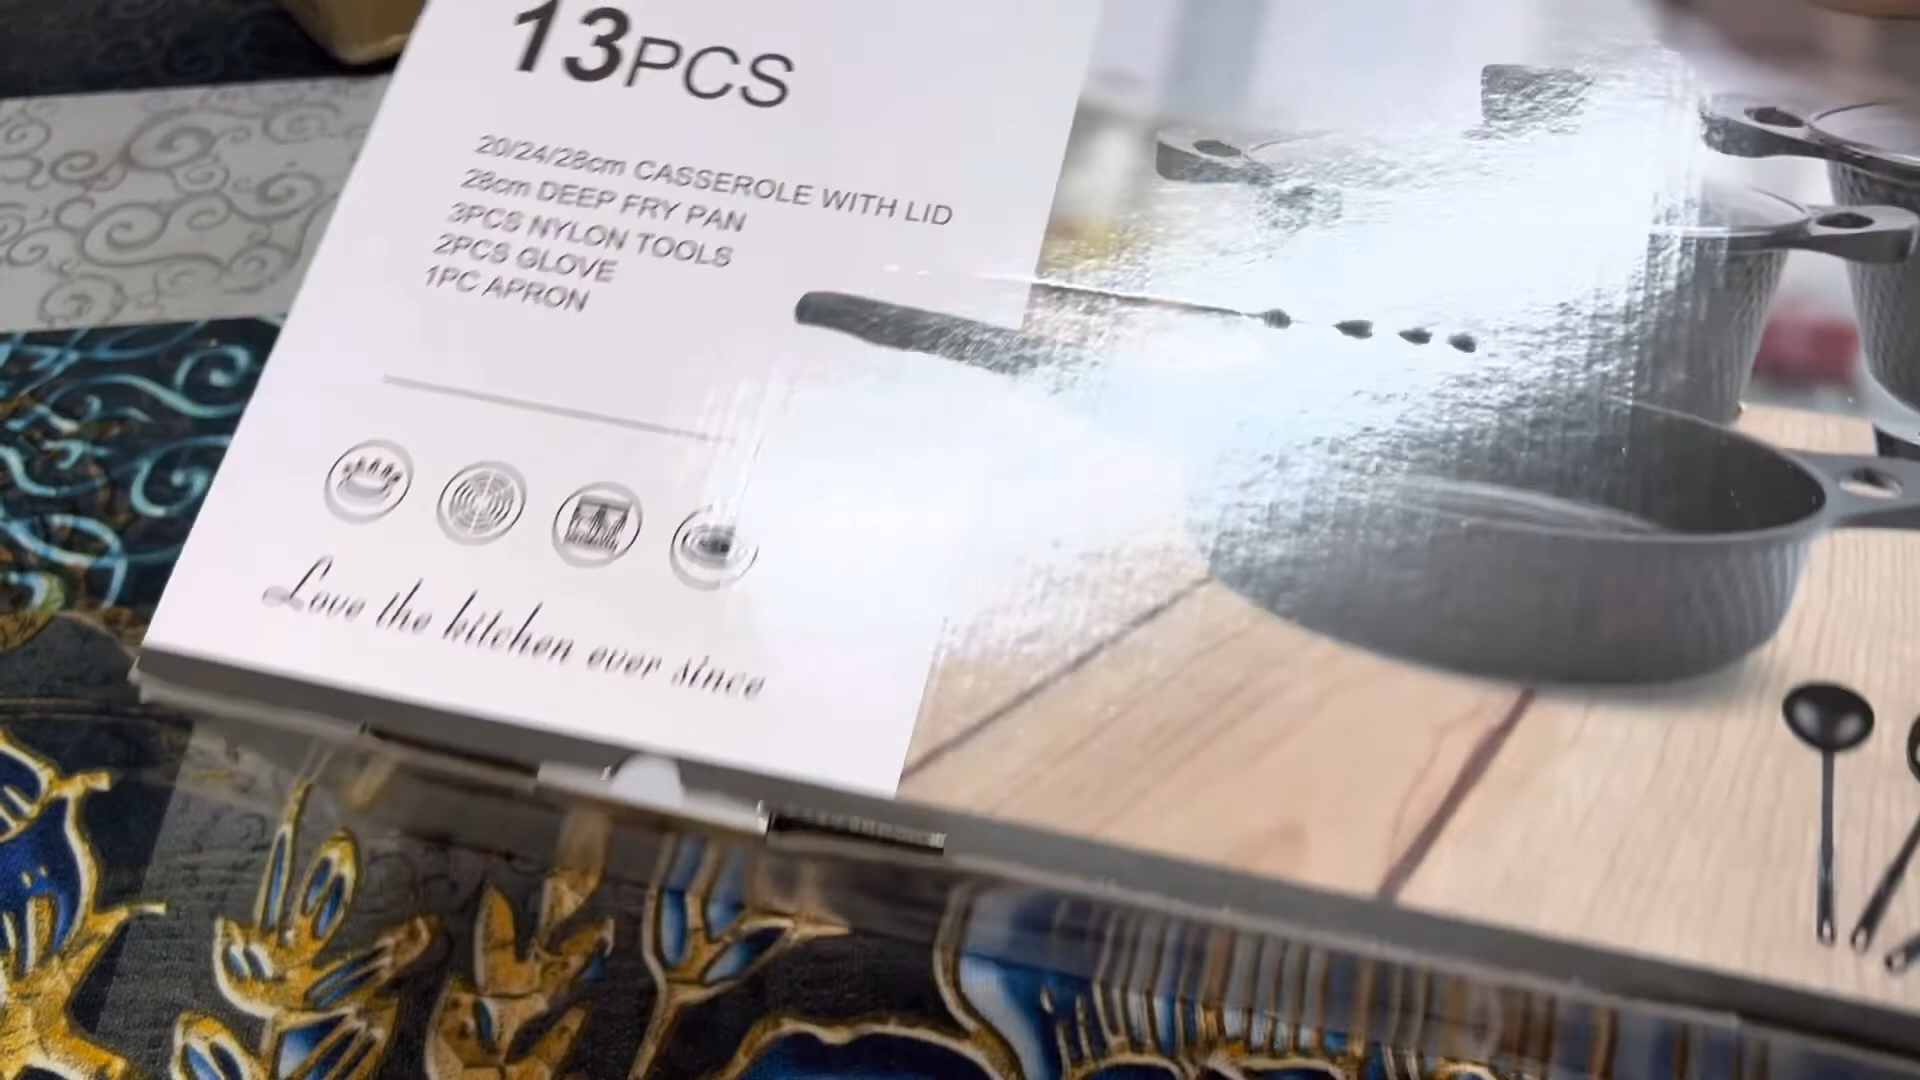 13PCS
20/24/28cm CASSEROLE WITH LID
28cm DEEP FRY PAN
3PCS NYLON TOOLS
2PCS GLOVE
1PC APRON
Love the kitchen ever since